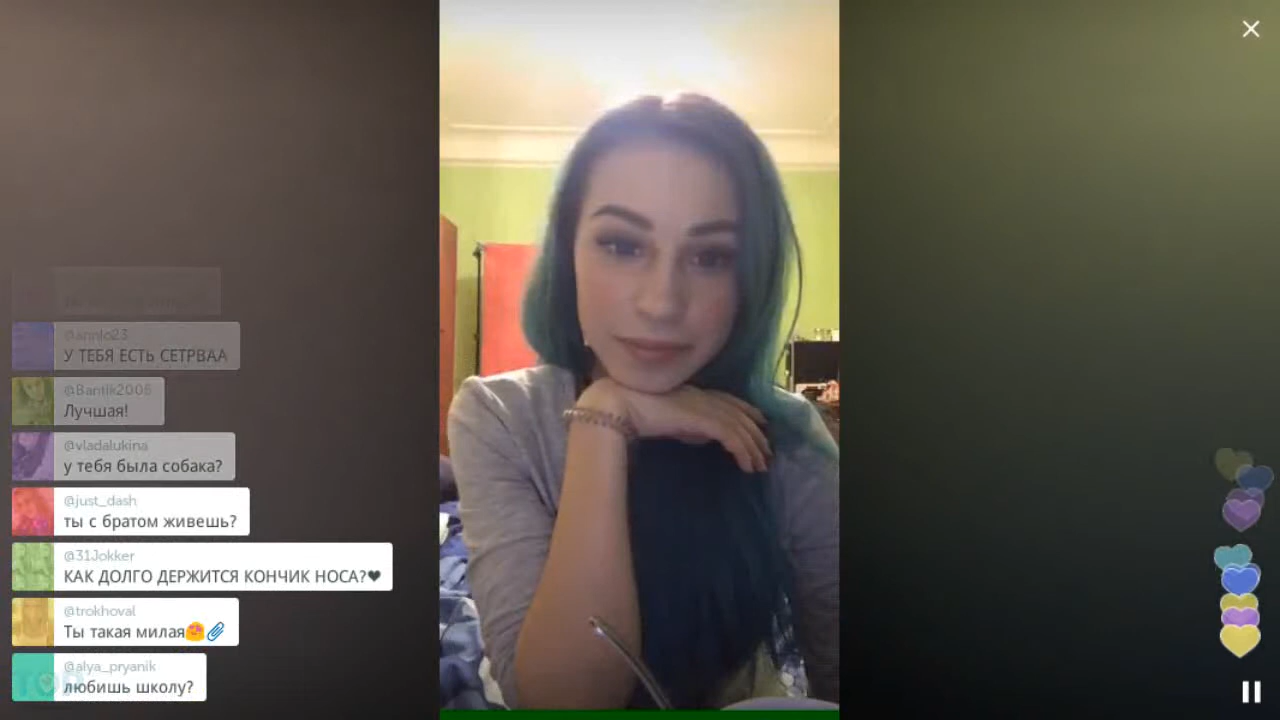 @annlo23
У ТЕБЯ ЕСТЬ СЕТРВАА
@Bantik2006
Лучшая!
@vladalukina
у тебя была собака?
@just_dash
ты с братом живешь?
@31Jokker
КАК ДОЛГО ДЕРЖИТСЯ КОНЧИК НОСА?❤
@trokhoval
Ты такая милая😍📎
@alya_pryanik
любишь школу?